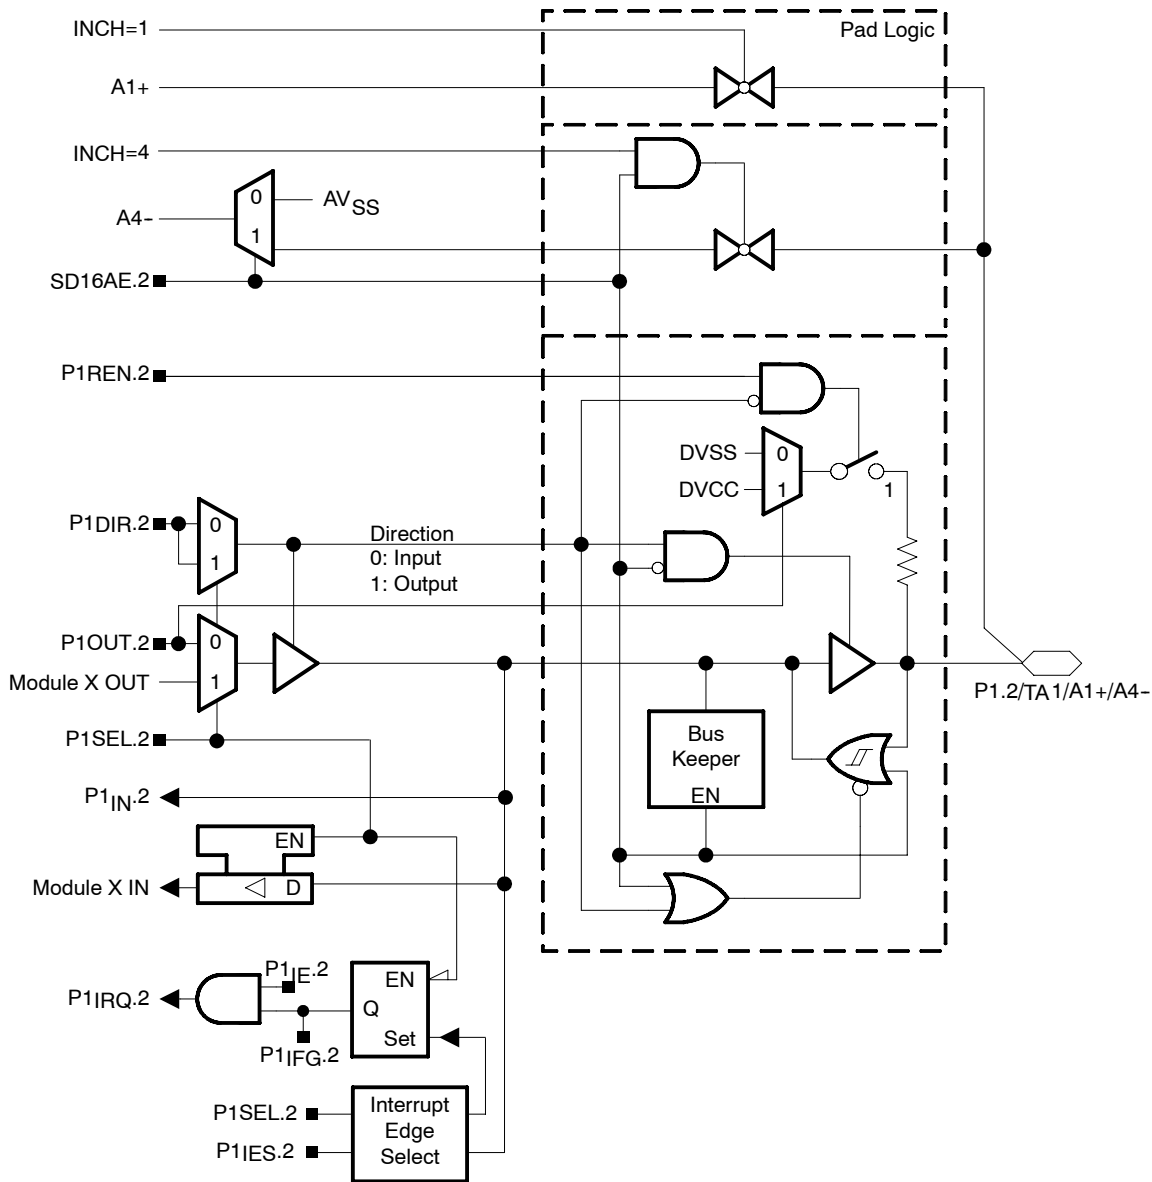 INCH=1
Pad Logic
A1+
INCH=4
0
AVSS
A4-
1
SD16AE.2
P1REN.2
DVSS
0
DVCC
1
1
P1DIR.2
0
1
Direction
0: Input
1: Output
P1OUT.2
0
Module X OUT
1
P1.2/TA1/A1+/A4-
P1SEL.2
Bus
Keeper
EN
P1IN.2
EN
Module X IN
D
P1IE.2
EN
P1IRQ.2
Q
Set
P1IFG.2
P1SEL.2
Interrupt
Edge
Select
P1IES.2